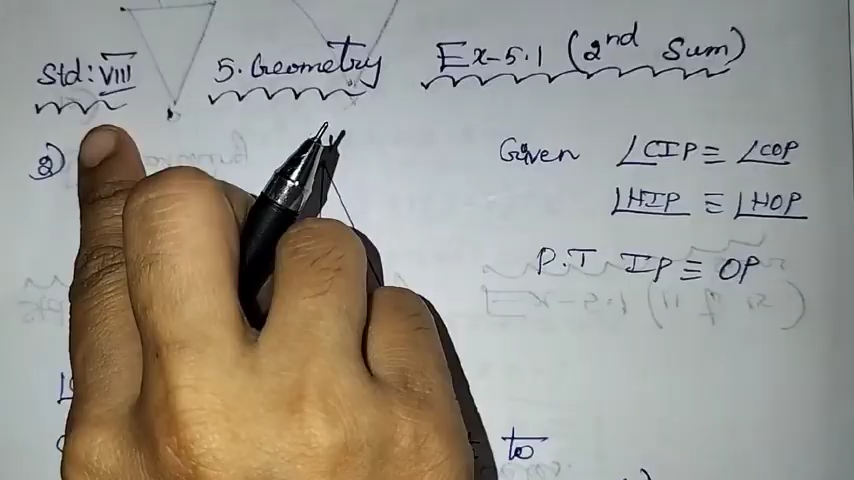 Std: VIII 5. Geometry Ex-5.1 (2nd Sum)
2) Given ∠CIP ≡ ∠COP
∠HIP ≡ ∠HOP
P.T IP ≡ OP
to